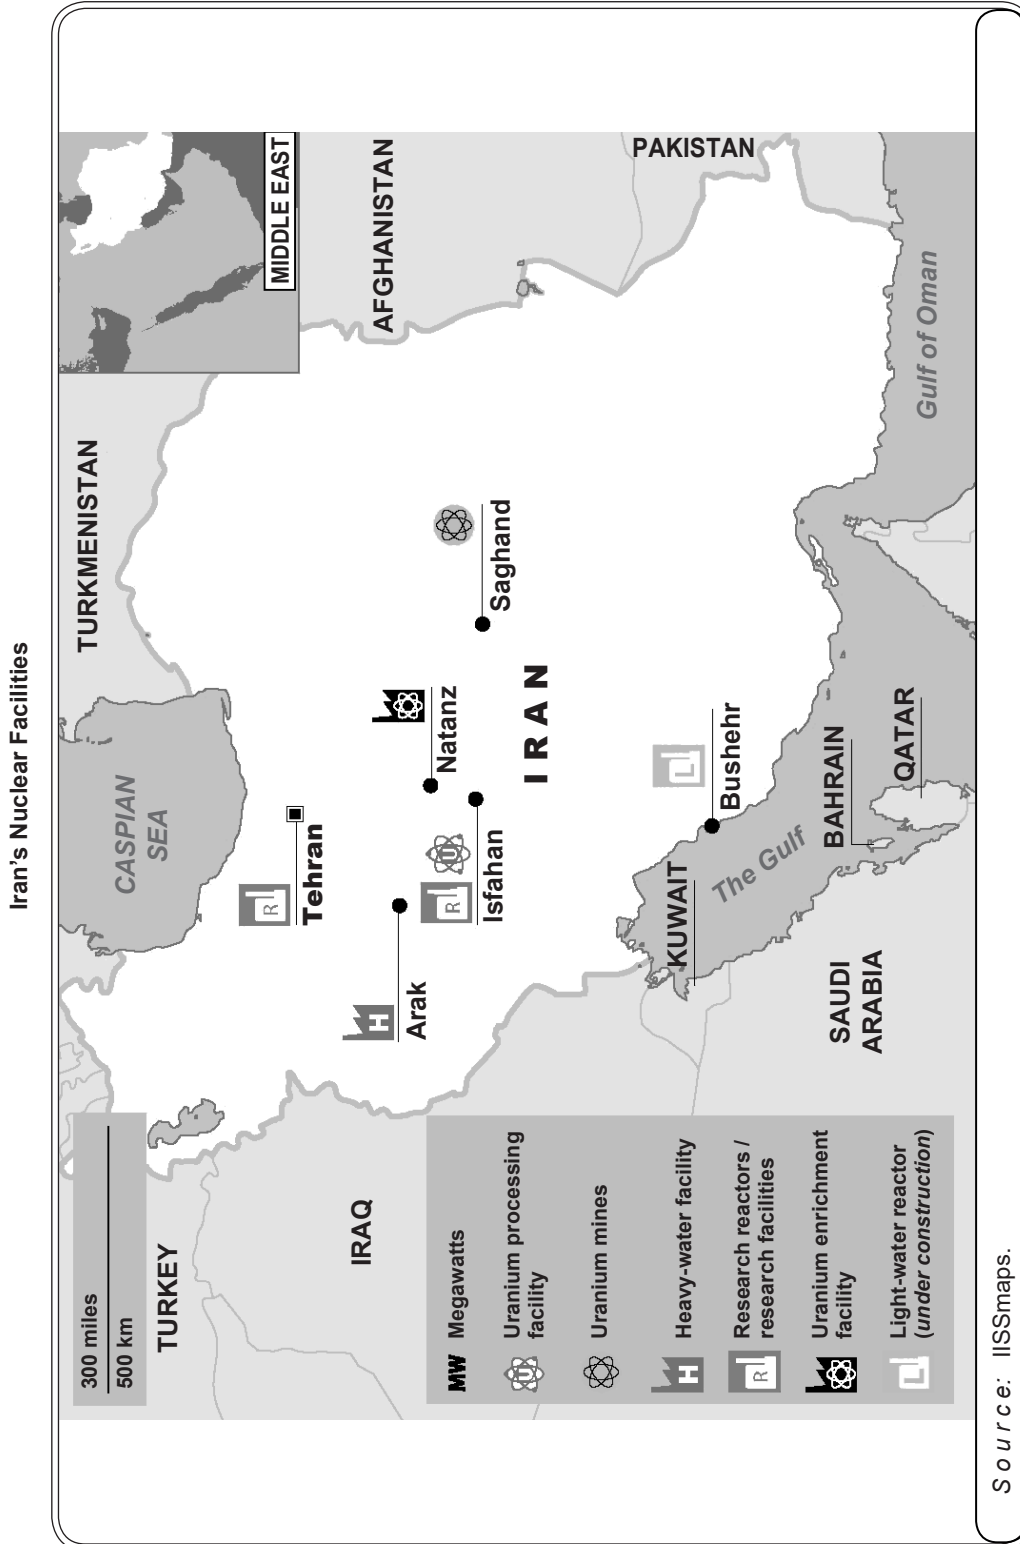 Iran's Nuclear Facilities
MIDDLE EAST
TURKMENISTAN
CASPIAN
SEA
AFGHANISTAN
PAKISTAN
TURKEY
IRAQ
Tehran
R
Natanz
Arak
H
Isfahan
R
U
Saghand
IRAN
Bushehr
L
KUWAIT
The Gulf
BAHRAIN
QATAR
SAUDI
ARABIA
Gulf of Oman
300 miles
500 km
MW Megawatts
U Uranium processing
facility
Uranium mines
H Heavy-water facility
R Research reactors /
research facilities
Uranium enrichment
facility
L Light-water reactor
(under construction)
Source: IISSmaps.